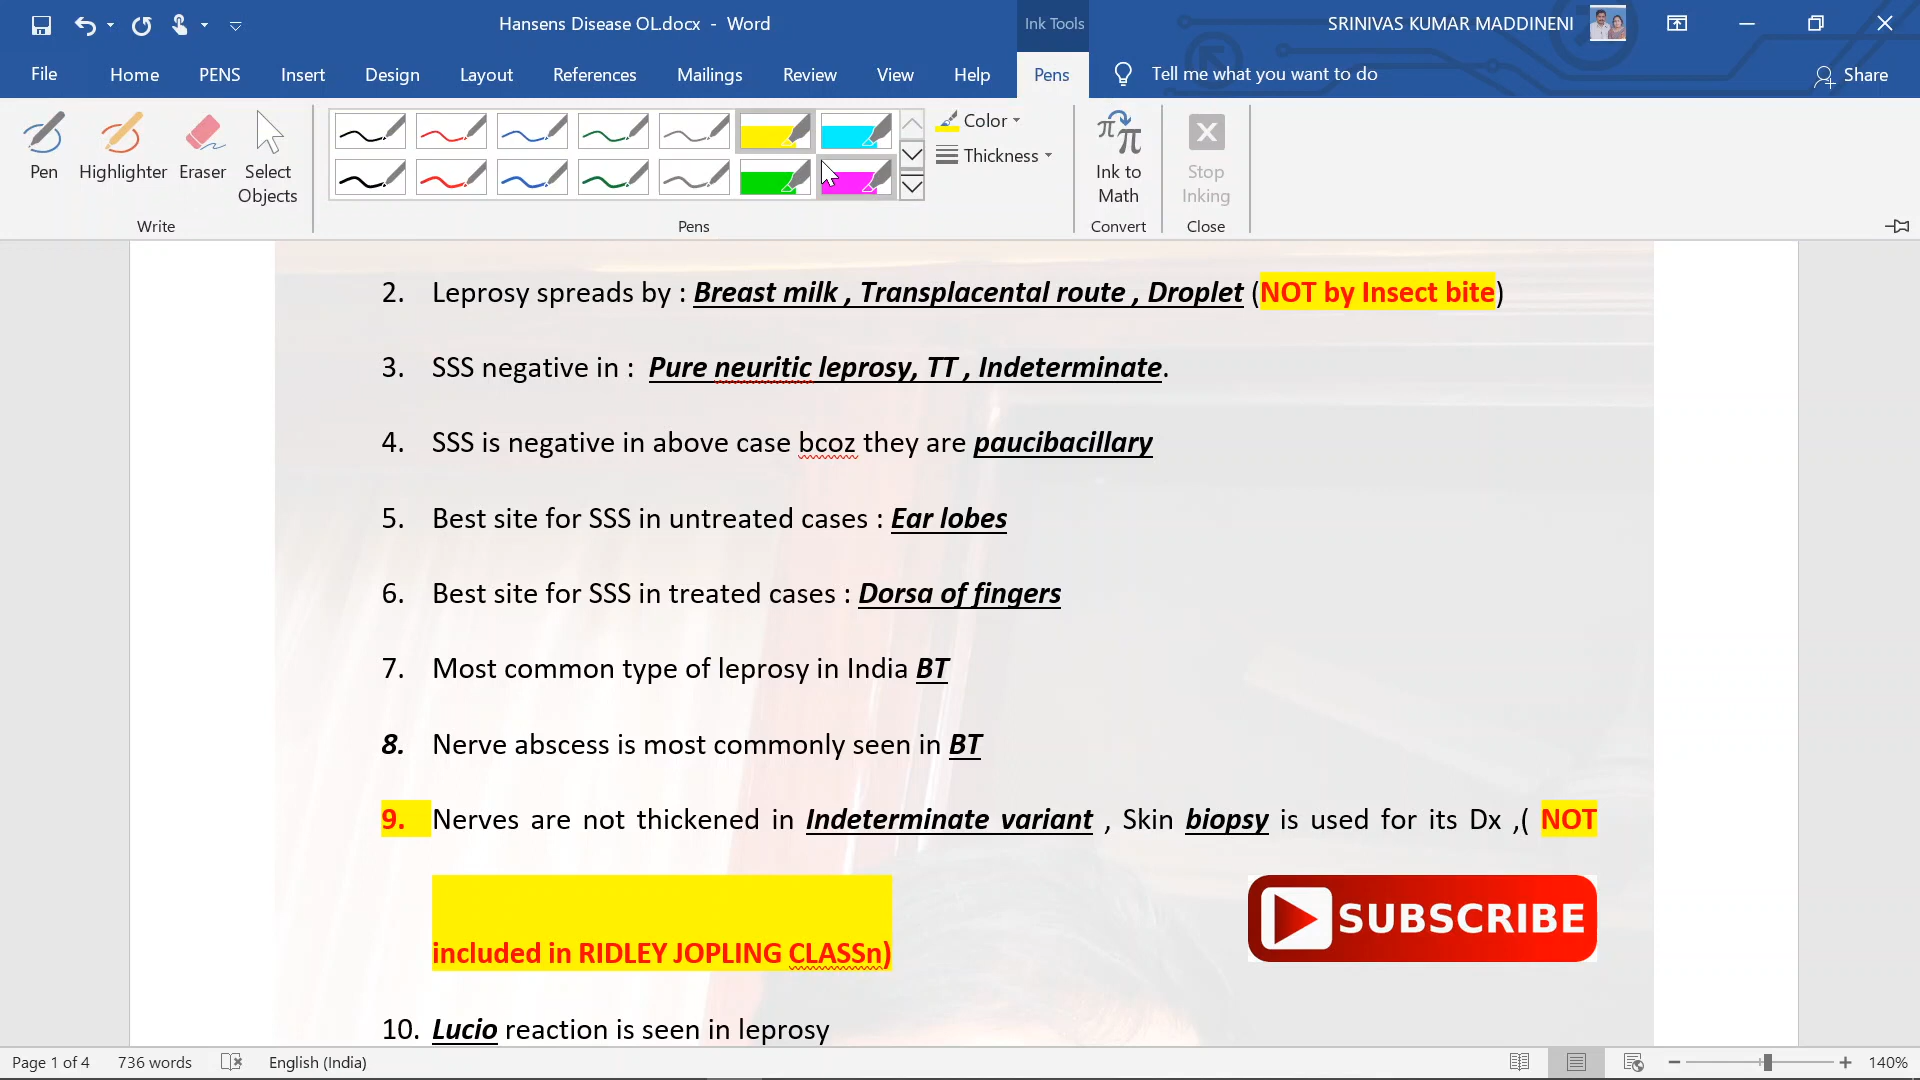 Hansens Disease OL.docx - Word
Ink Tools
SRINIVAS KUMAR MADDINENI
File Home PENS Insert Design Layout References Mailings Review View Help Pens Tell me what you want to do Share
Pen Highlighter Eraser Select Objects
Color
Thickness
Ink to Math
Stop Inking
Write Pens Convert Close
2. Leprosy spreads by : Breast milk , Transplacental route , Droplet (NOT by Insect bite)
3. SSS negative in : Pure neuritic leprosy, TT , Indeterminate.
4. SSS is negative in above case bcoz they are paucibacillary
5. Best site for SSS in untreated cases : Ear lobes
6. Best site for SSS in treated cases : Dorsa of fingers
7. Most common type of leprosy in India BT
8. Nerve abscess is most commonly seen in BT
9. Nerves are not thickened in Indeterminate variant , Skin biopsy is used for its Dx ,( NOT
included in RIDLEY JOPLING CLASSn)
SUBSCRIBE
10. Lucio reaction is seen in leprosy
Page 1 of 4 736 words English (India) 140%